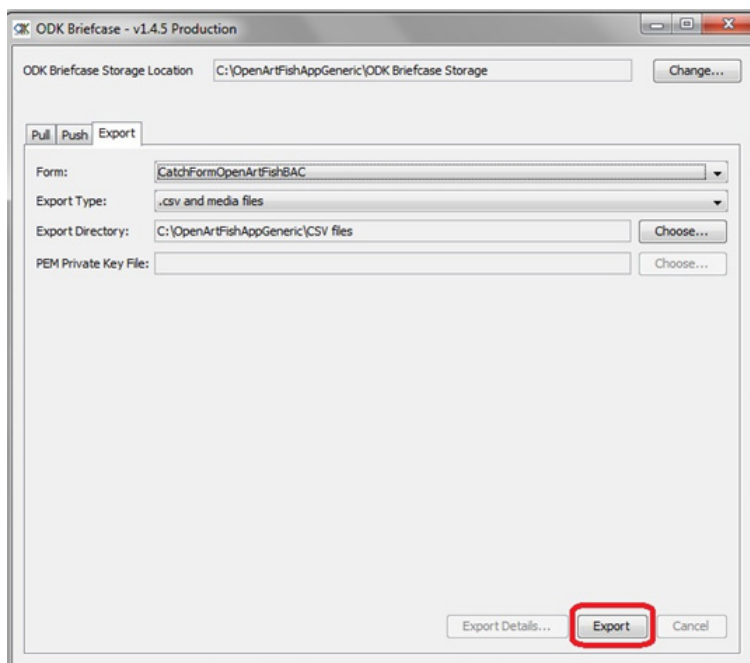 ODK Briefcase - v1.4.5 Production
ODK Briefcase Storage Location C:\OpenArtFishAppGeneric\ODK Briefcase Storage Change...
Pull Push Export
Form: CatchFormOpenArtFishBAC
Export Type: .csv and media files
Export Directory: C:\OpenArtFishAppGeneric\CSV files Choose...
PEM Private Key File: Choose...
Export Details... Export Cancel